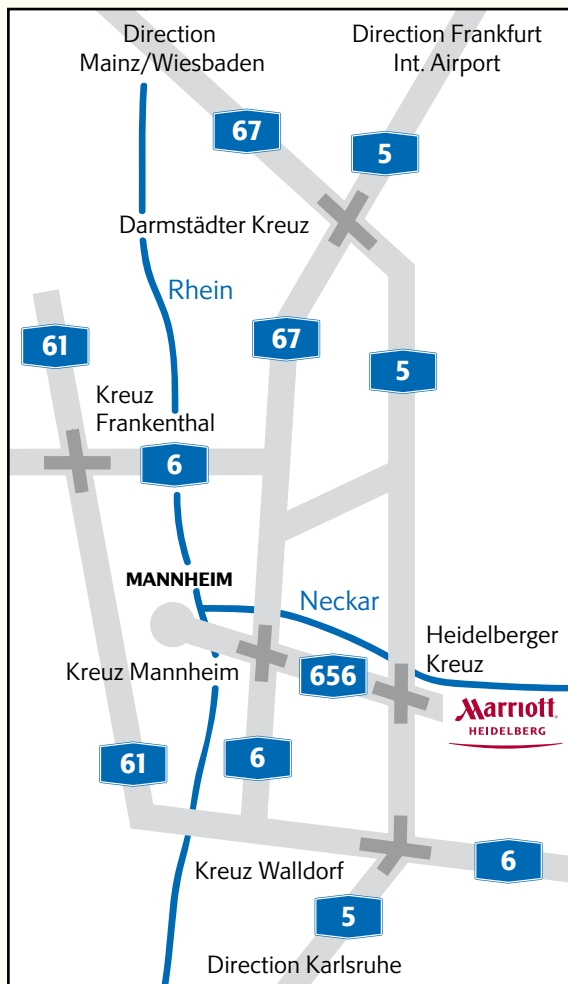 Direction
Mainz/Wiesbaden
Direction Frankfurt
Int. Airport
67
5
Darmstädter Kreuz
Rhein
61
67
5
Kreuz
Frankenthal
6
MANNHEIM
Neckar
Heidelberger
Kreuz
Kreuz Mannheim
656
Marriott
HEIDELBERG
61
6
Kreuz Walldorf
6
5
Direction Karlsruhe